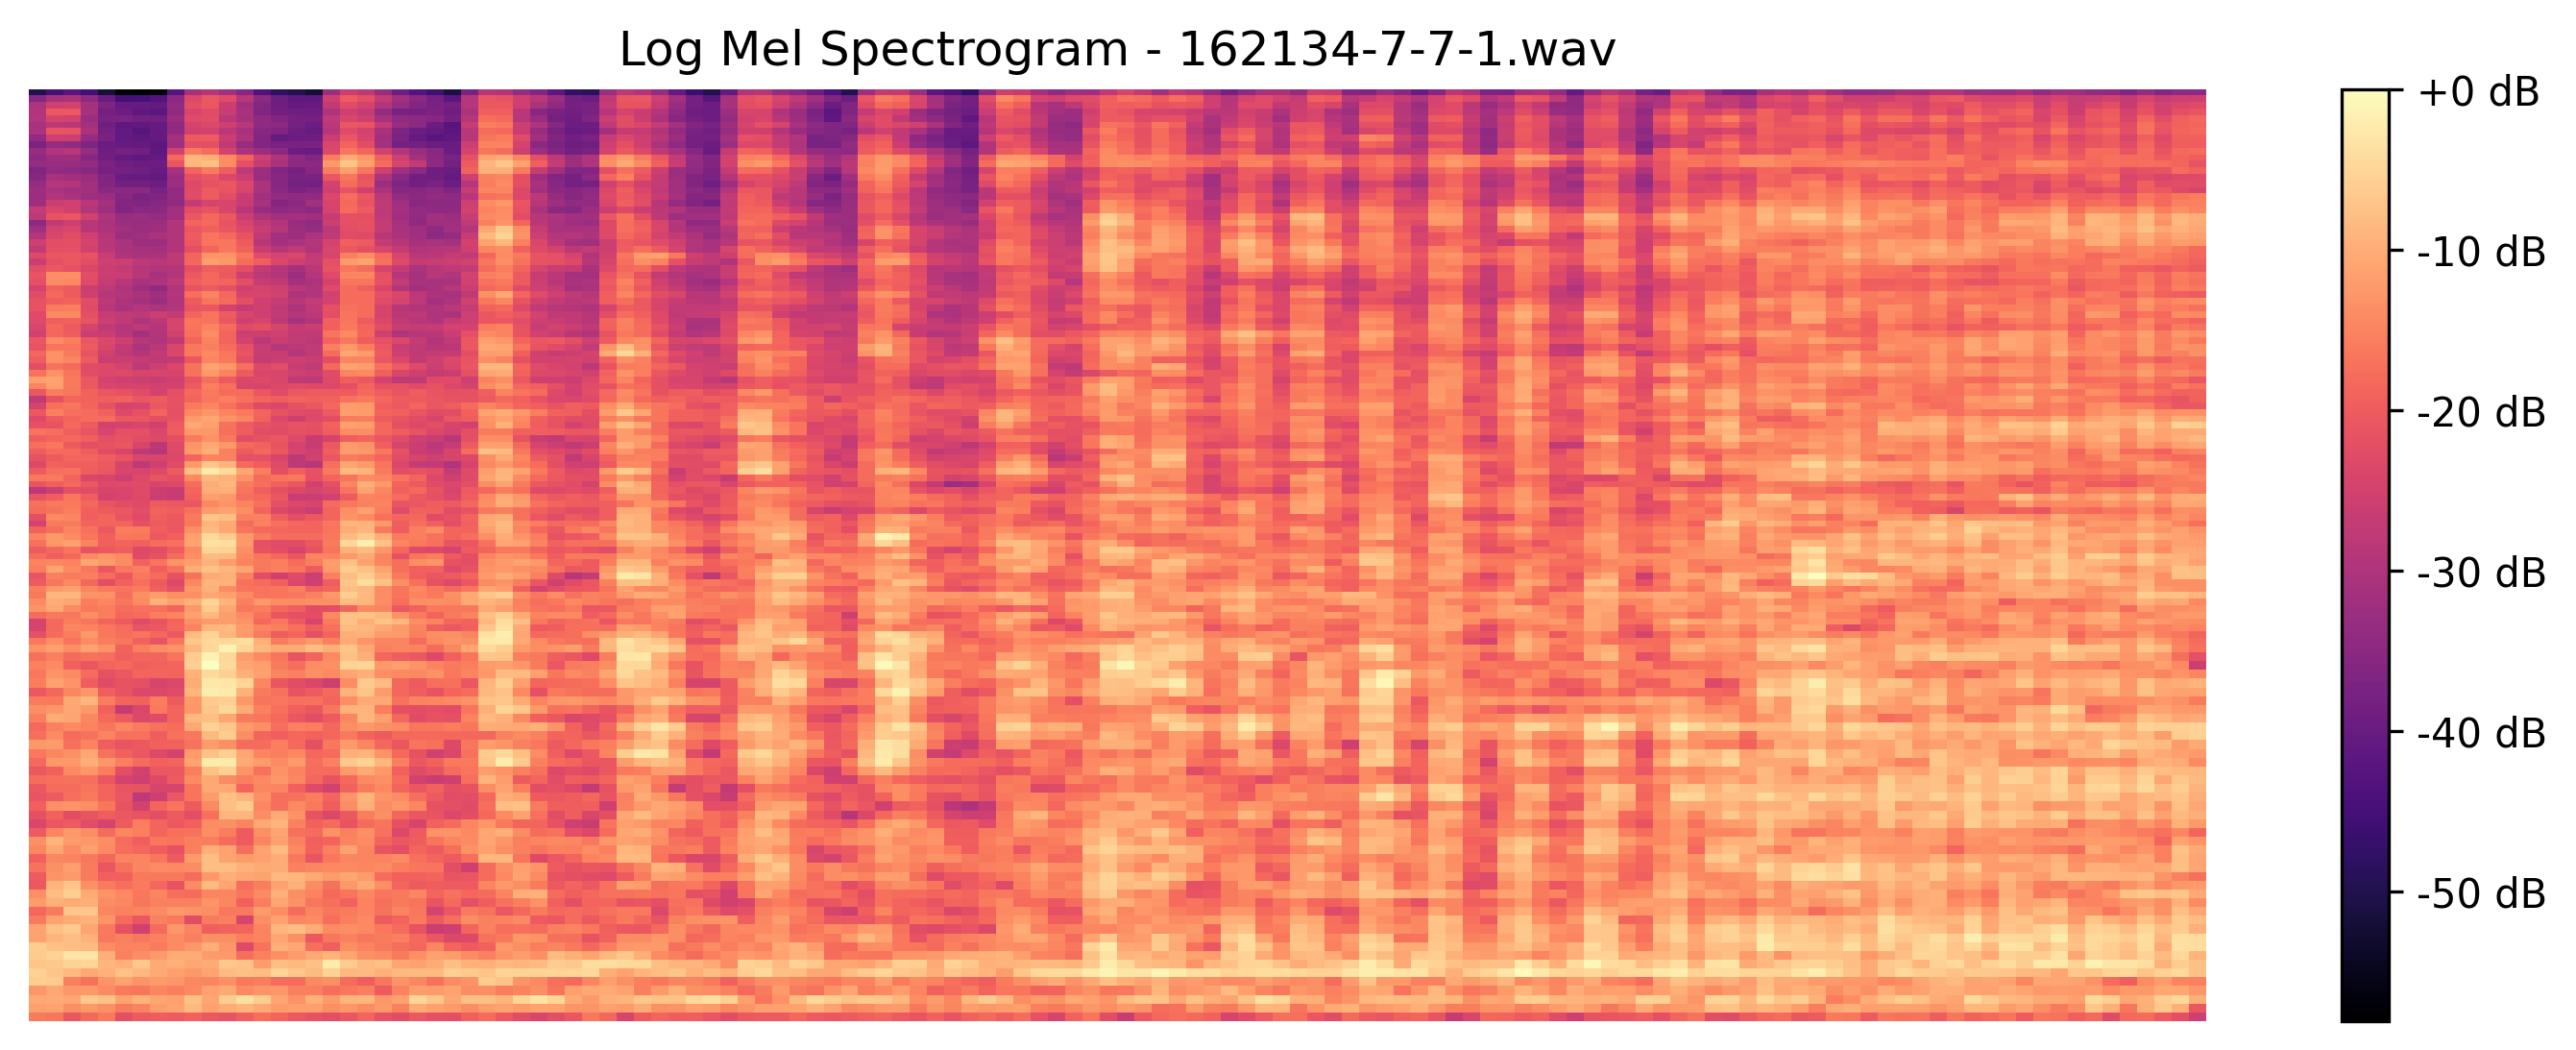 Log Mel Spectrogram - 162134-7-7-1.wav
+0 dB
-10 dB
-20 dB
-30 dB
-40 dB
-50 dB